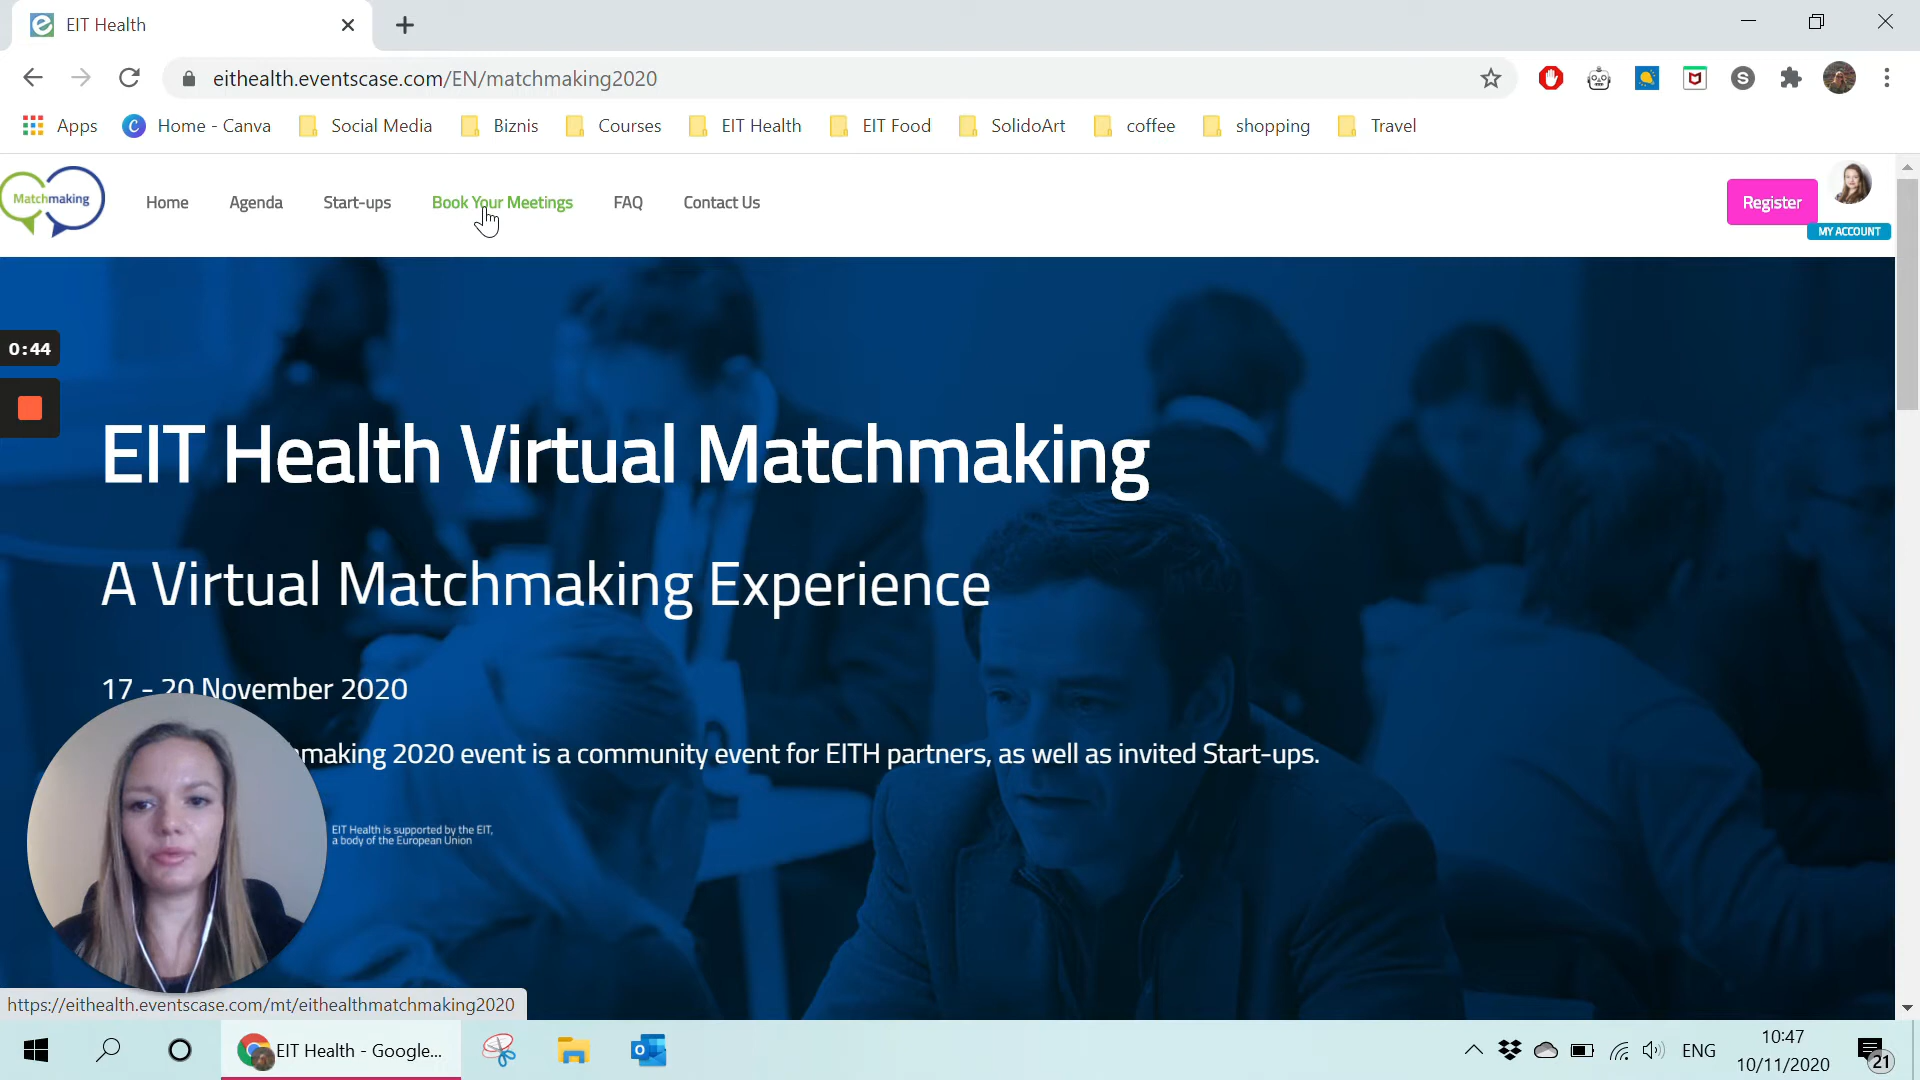 EIT Health
eithealth.eventscase.com/EN/matchmaking2020
Apps
Home - Canva
Social Media
Biznis
Courses
EIT Health
EIT Food
SolidoArt
coffee
shopping
Travel
Matchmaking
Home
Agenda
Start-ups
Book Your Meetings
FAQ
Contact Us
Register
MY ACCOUNT
0:44
EIT Health Virtual Matchmaking
A Virtual Matchmaking Experience
17 - 20 November 2020
making 2020 event is a community event for EITH partners, as well as invited Start-ups.
EIT Health is supported by the EIT,
a body of the European Union
https://eithealth.eventscase.com/mt/eithealthmatchmaking2020
EIT Health - Google...
ENG
10:47
10/11/2020
21